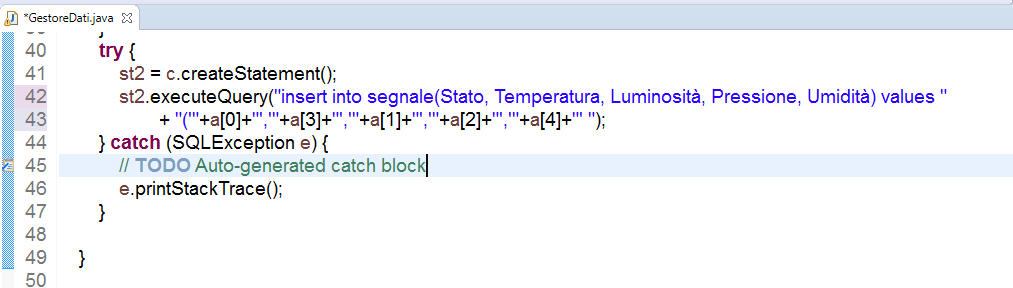 *GestoreDati.java
40 try {
41 st2 = c.createStatement();
42 st2.executeQuery("insert into segnale(Stato, Temperatura, Luminosità, Pressione, Umidità) values "
43 + "('"+a[0]+"','"+a[3]+"','"+a[1]+"','"+a[2]+"','"+a[4]+"' ");
44 } catch (SQLException e) {
45 // TODO Auto-generated catch block
46 e.printStackTrace();
47 }
48
49 }
50